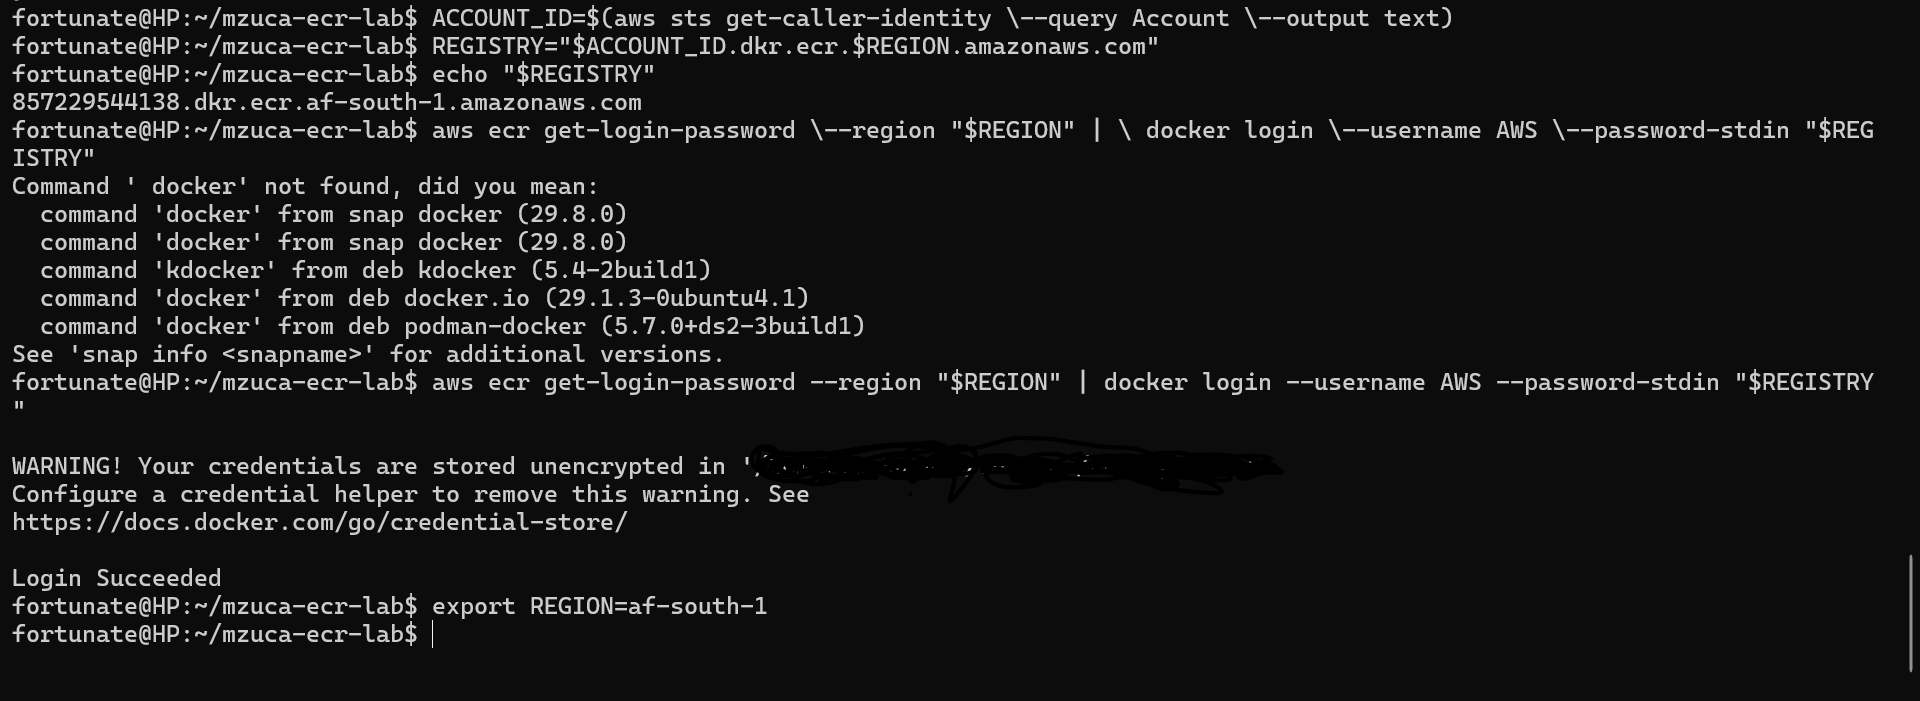 fortunate@HP:~/mzuca-ecr-lab$ ACCOUNT_ID=$(aws sts get-caller-identity \--query Account \--output text)
fortunate@HP:~/mzuca-ecr-lab$ REGISTRY="$ACCOUNT_ID.dkr.ecr.$REGION.amazonaws.com"
fortunate@HP:~/mzuca-ecr-lab$ echo "$REGISTRY"
857229544138.dkr.ecr.af-south-1.amazonaws.com
fortunate@HP:~/mzuca-ecr-lab$ aws ecr get-login-password \--region "$REGION" | \ docker login \--username AWS \--password-stdin "$REG
ISTRY"
Command ' docker' not found, did you mean:
  command 'docker' from snap docker (29.8.0)
  command 'docker' from snap docker (29.8.0)
  command 'kdocker' from deb kdocker (5.4-2build1)
  command 'docker' from deb docker.io (29.1.3-0ubuntu4.1)
  command 'docker' from deb podman-docker (5.7.0+ds2-3build1)
See 'snap info <snapname>' for additional versions.
fortunate@HP:~/mzuca-ecr-lab$ aws ecr get-login-password --region "$REGION" | docker login --username AWS --password-stdin "$REGISTRY
"
WARNING! Your credentials are stored unencrypted in '
Configure a credential helper to remove this warning. See
https://docs.docker.com/go/credential-store/
Login Succeeded
fortunate@HP:~/mzuca-ecr-lab$ export REGION=af-south-1
fortunate@HP:~/mzuca-ecr-lab$